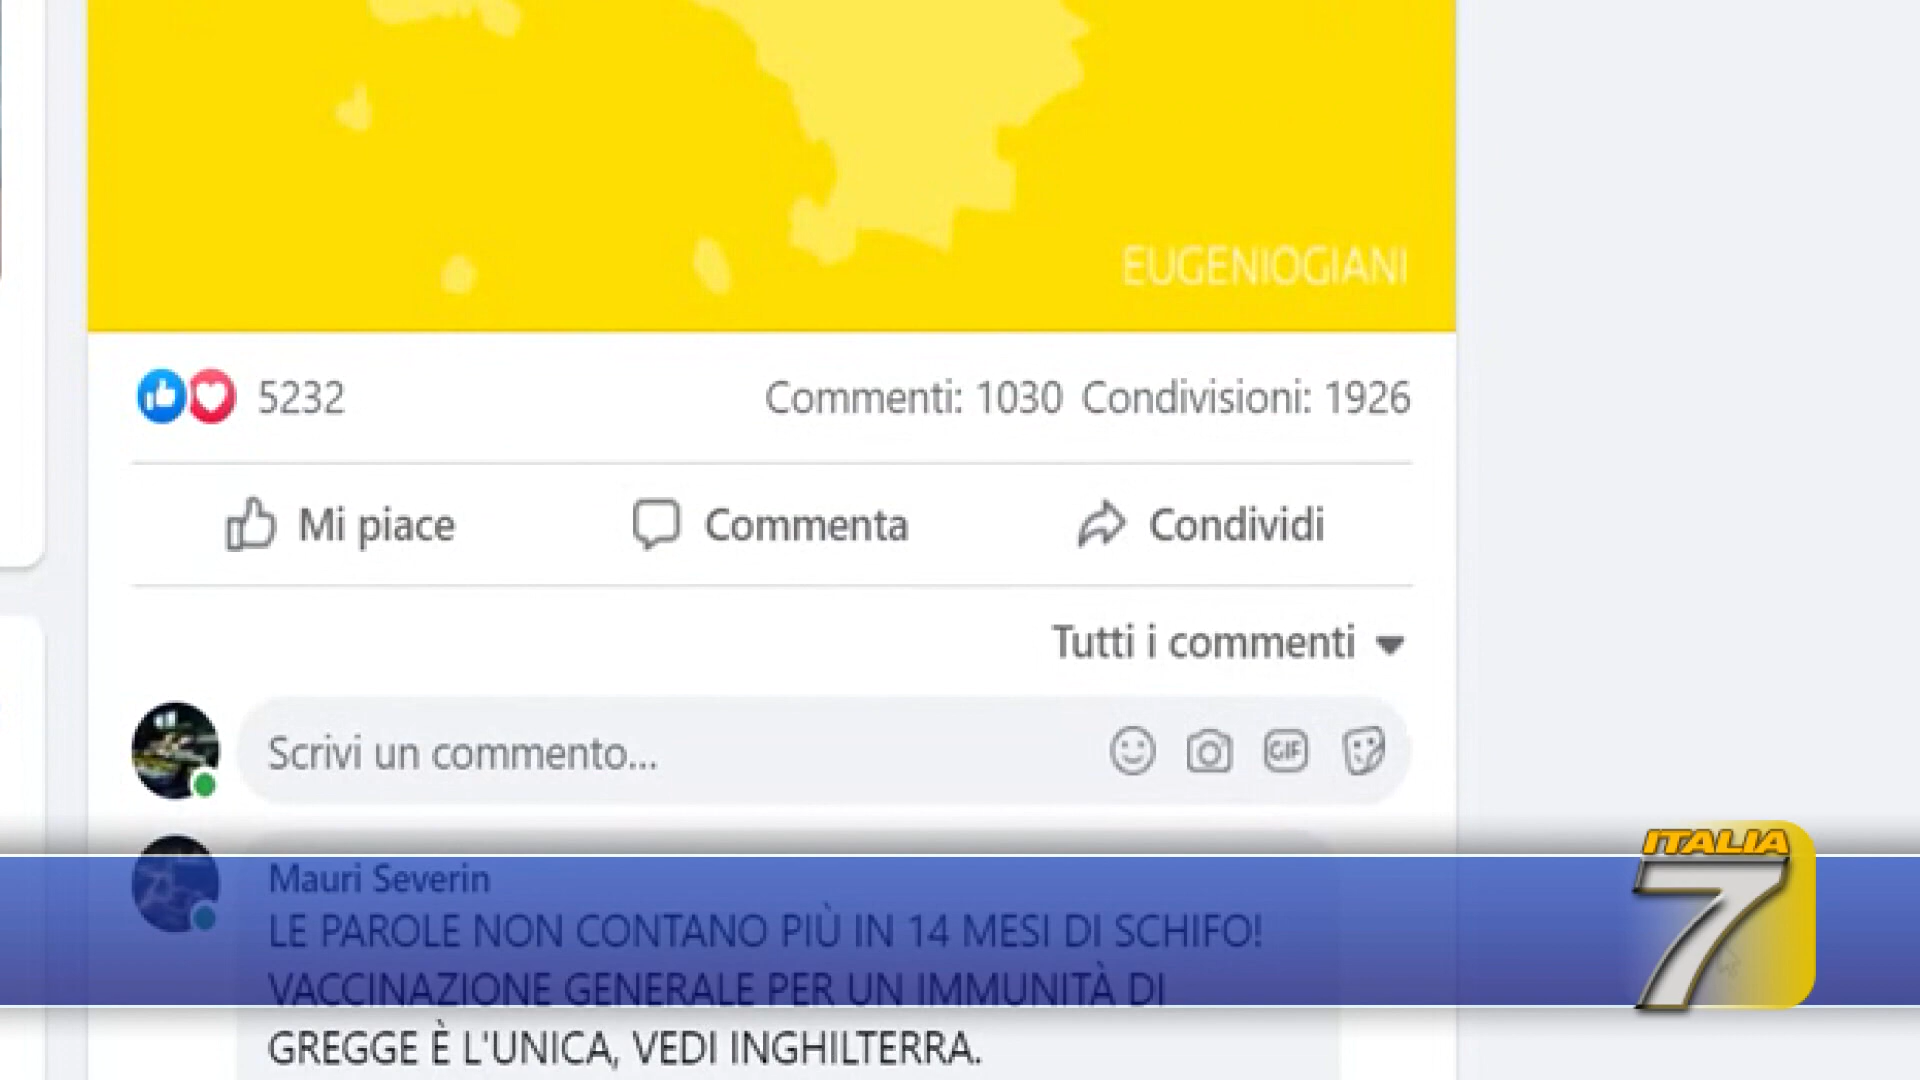 EUGENIOGIANI
5232
Commenti: 1030 Condivisioni: 1926
Mi piace
Commenta
Condividi
Tutti i commenti
Scrivi un commento...
GIF
Mauri Severin
LE PAROLE NON CONTANO PIÙ IN 14 MESI DI SCHIFO!
VACCINAZIONE GENERALE PER UN IMMUNITÀ DI
GREGGE È L'UNICA, VEDI INGHILTERRA.
ITALIA
7